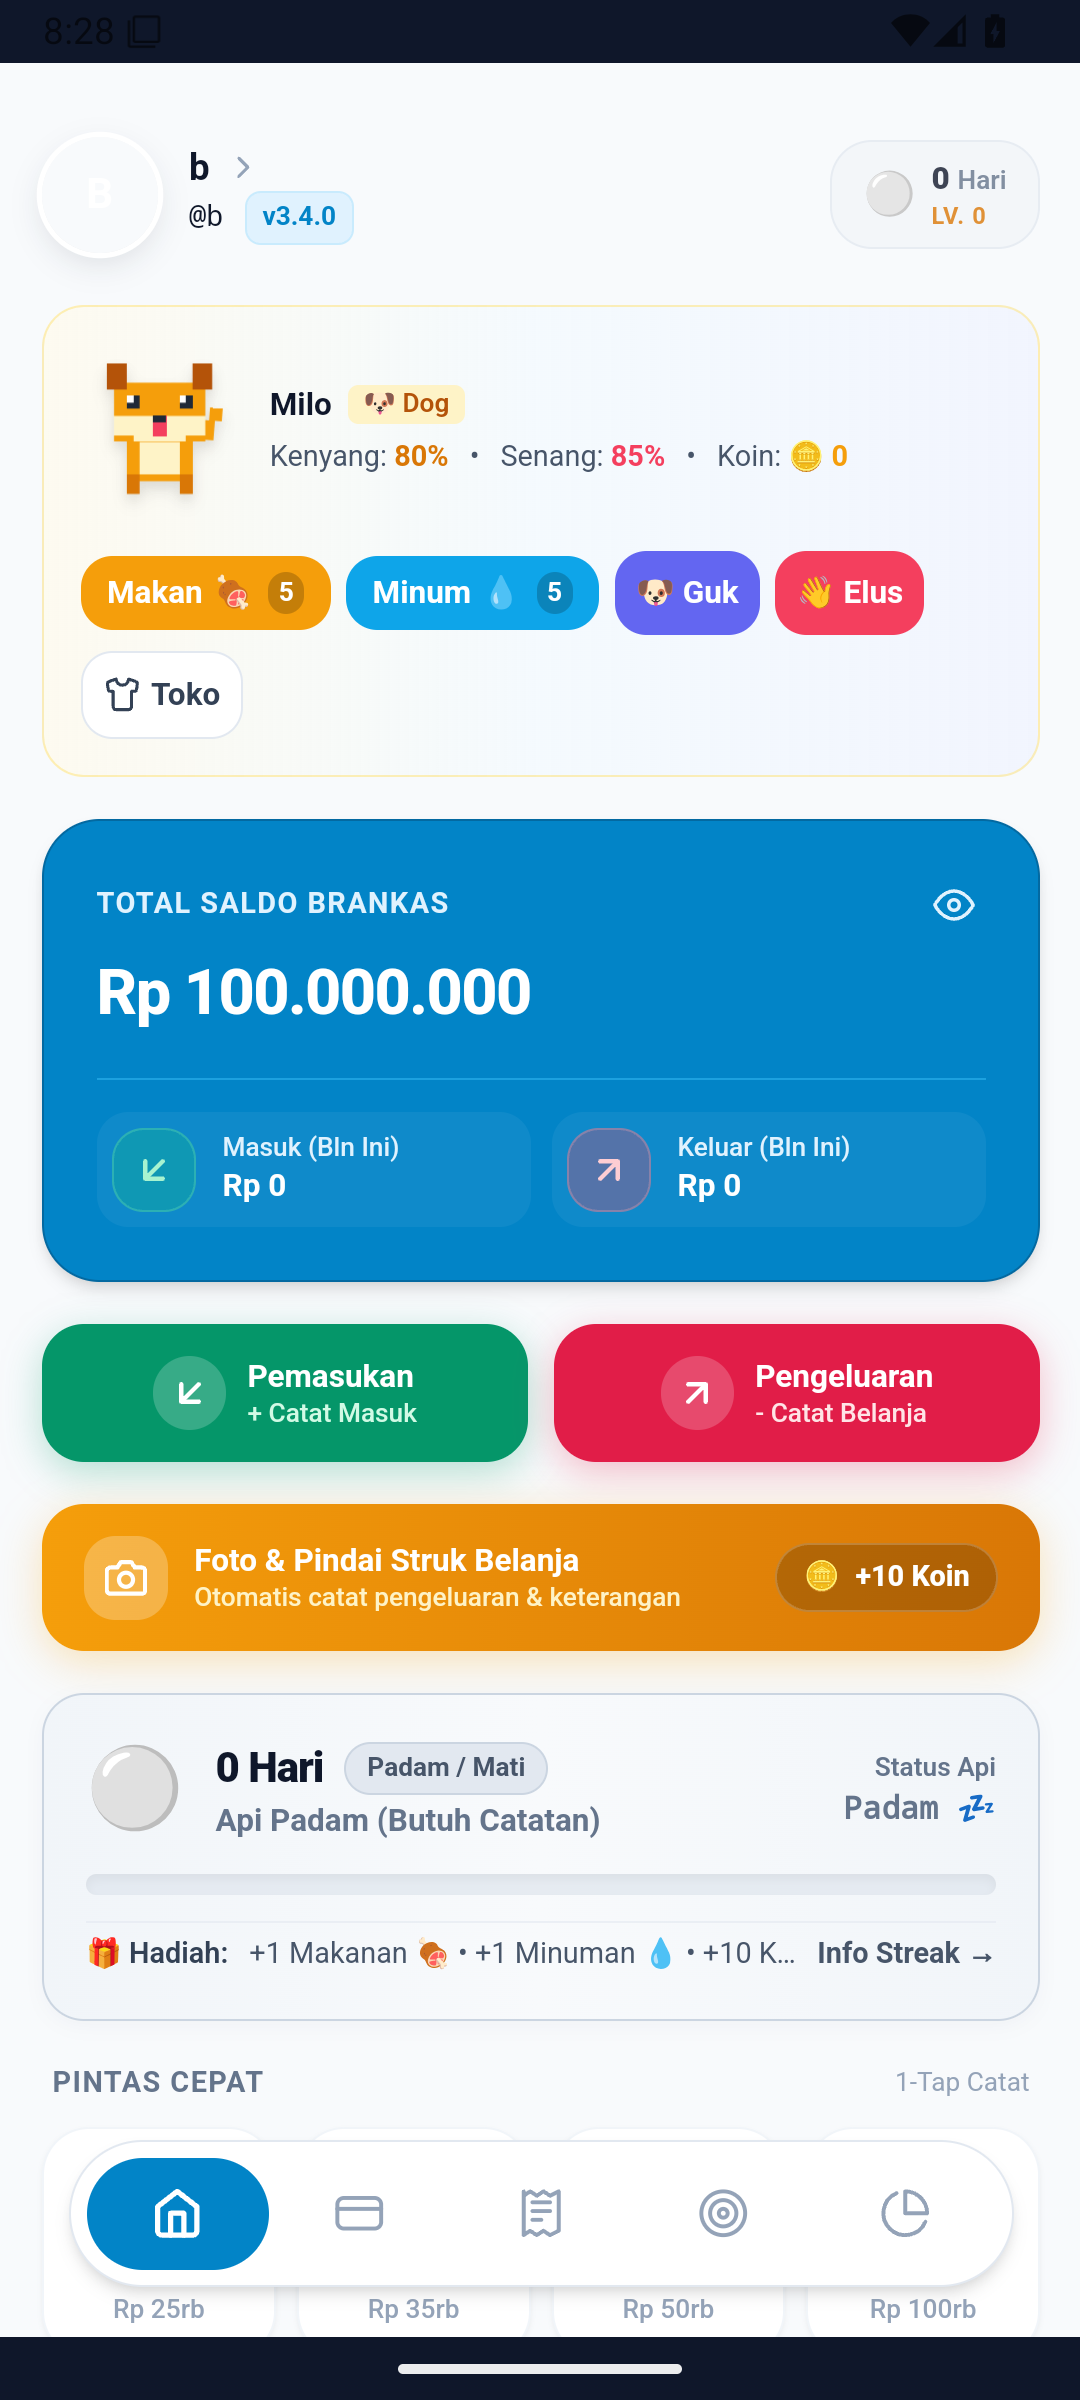 8:28
B
b
@b v3.4.0
0 Hari
LV. 0
Milo 🐶 Dog
Kenyang: 80% • Senang: 85% • Koin: 🪙 0
Makan 🍖 5
Minum 💧 5
🐶 Guk
👋 Elus
Toko
TOTAL SALDO BRANKAS
Rp 100.000.000
Masuk (Bln Ini)
Rp 0
Keluar (Bln Ini)
Rp 0
Pemasukan
+ Catat Masuk
Pengeluaran
- Catat Belanja
Foto & Pindai Struk Belanja
Otomatis catat pengeluaran & keterangan
🪙 +10 Koin
0 Hari Padam / Mati
Api Padam (Butuh Catatan)
Status Api
Padam 💤
🎁 Hadiah: +1 Makanan 🍖 • +1 Minuman 💧 • +10 K... Info Streak →
PINTAS CEPAT
1-Tap Catat
Rp 25rb
Rp 35rb
Rp 50rb
Rp 100rb